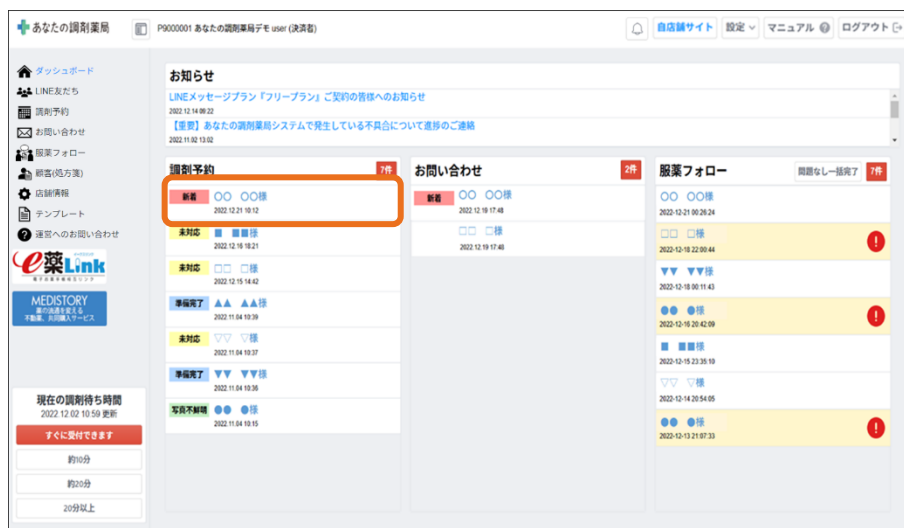 あなたの調剤薬局
P9000001 あなたの調剤薬局デモ user (決済者)
自店舗サイト 設定 マニュアル ログアウト
ダッシュボード
LINE友だち
調剤予約
お問い合わせ
服薬フォロー
顧客(処方箋)
店舗情報
テンプレート
運営へのお問い合わせ
e薬Link
MEDISTORY
薬の流通を変える
不動薬、共同購入サービス
現在の調剤待ち時間
2022.12.02 10:59 更新
すぐに受付できます
約10分
約20分
20分以上
お知らせ
LINEメッセージプラン『フリープラン』ご契約の皆様へのお知らせ
2022.12.14 09:22
【重要】あなたの調剤薬局システムで発生している不具合について進捗のご連絡
2022.11.02 13:02
調剤予約 7件
新着 〇〇 〇〇様
2022.12.21 10:12
未対応 ■ ■■様
2022.12.16 18:21
未対応 □□ □様
2022.12.15 14:42
準備完了 ▲▲ ▲▲様
2022.11.04 10:39
未対応 ▽▽ ▽様
2022.11.04 10:37
準備完了 ▼▼ ▼▼様
2022.11.04 10:36
写真不鮮明 ●● ●様
2022.11.04 10:15
お問い合わせ 2件
新着 〇〇 〇〇様
2022.12.19 17:48
□□ □様
2022.12.19 17:48
服薬フォロー 問題なし一括完了 7件
〇〇 〇〇様
2022-12-21 00:26:24
□□ □様
2022-12-18 22:00:44
▼▼ ▼▼様
2022-12-18 00:11:43
●● ●様
2022-12-16 20:42:09
■ ■■様
2022-12-15 23:35:10
▽▽ ▽様
2022-12-14 20:54:05
●● ●様
2022-12-13 21:07:33